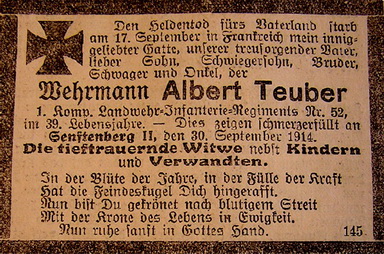 Den Heldentod fürs Vaterland starb
am 17. September in Frankreich mein innig-
geliebter Gatte, unser treusorgender Vater,
lieber Sohn, Schwiegersohn, Bruder,
Schwager und Onkel, der
Wehrmann Albert Teuber
1. Komp. Landwehr-Infanterie-Regiments Nr. 52,
im 39. Lebensjahre. — Dies zeigen schmerzerfüllt an
Senftenberg II, den 30. September 1914.
Die tieftrauernde Witwe nebst Kindern
und Verwandten.
In der Blüte der Jahre, in der Fülle der Kraft
Hat die Feindeskugel Dich hingerafft.
Nun bist Du gekrönet nach blutigem Streit
Mit der Krone des Lebens in Ewigkeit.
Nun ruhe sanft in Gottes Hand. 145